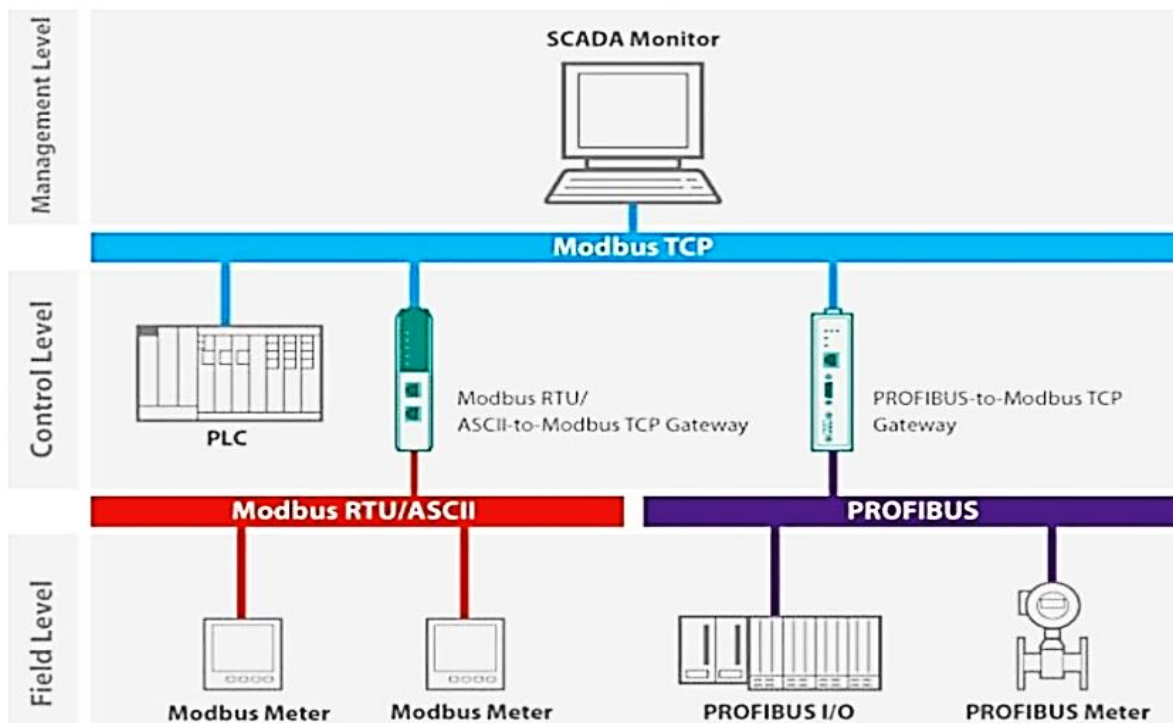 Management Level
SCADA Monitor
Modbus TCP
Control Level
PLC
Modbus RTU/
ASCII-to-Modbus TCP Gateway
PROFIBUS-to-Modbus TCP
Gateway
Modbus RTU/ASCII
PROFIBUS
Field Level
Modbus Meter
Modbus Meter
PROFIBUS I/O
PROFIBUS Meter